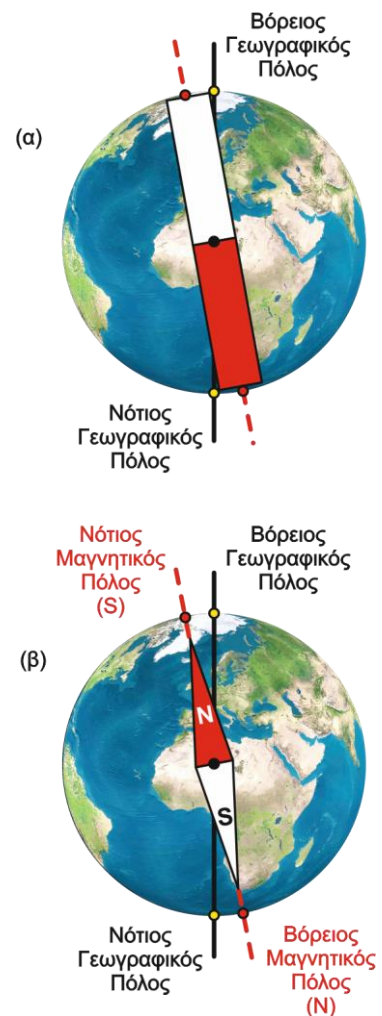 Βόρειος
Γεωγραφικός
Πόλος
(α)
Νότιος
Γεωγραφικός
Πόλος
Νότιος
Μαγνητικός
Πόλος
(S)
Βόρειος
Γεωγραφικός
Πόλος
(β)
N
S
Νότιος
Γεωγραφικός
Πόλος
Βόρειος
Μαγνητικός
Πόλος
(N)